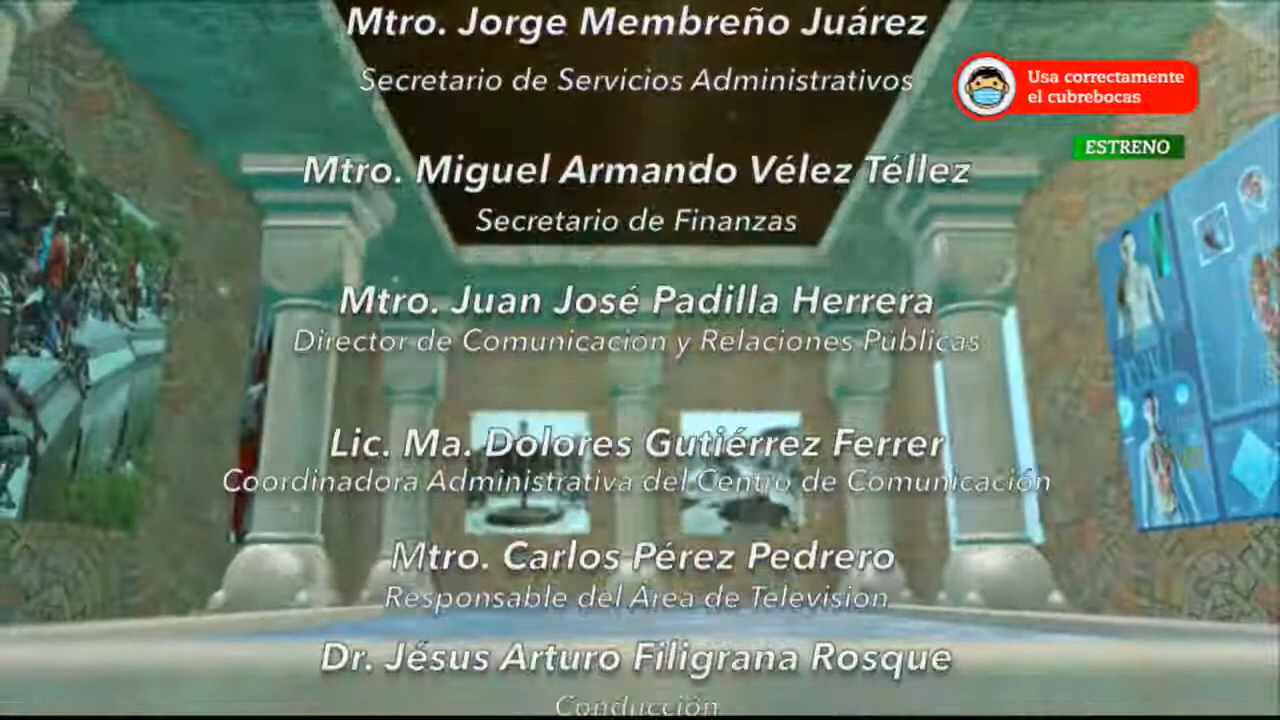 Mtro. Jorge Membreño Juárez
Secretario de Servicios Administrativos
Usa correctamente
el cubrebocas
ESTRENO
Mtro. Miguel Armando Vélez Téllez
Secretario de Finanzas
Mtro. Juan José Padilla Herrera
Director de Comunicación y Relaciones Públicas
Lic. Ma. Dolores Gutiérrez Ferrer
Coordinadora Administrativa del Centro de Comunicación
Mtro. Carlos Pérez Pedrero
Responsable del Área de Television
Dr. Jésus Arturo Filigrana Rosque
Conducción